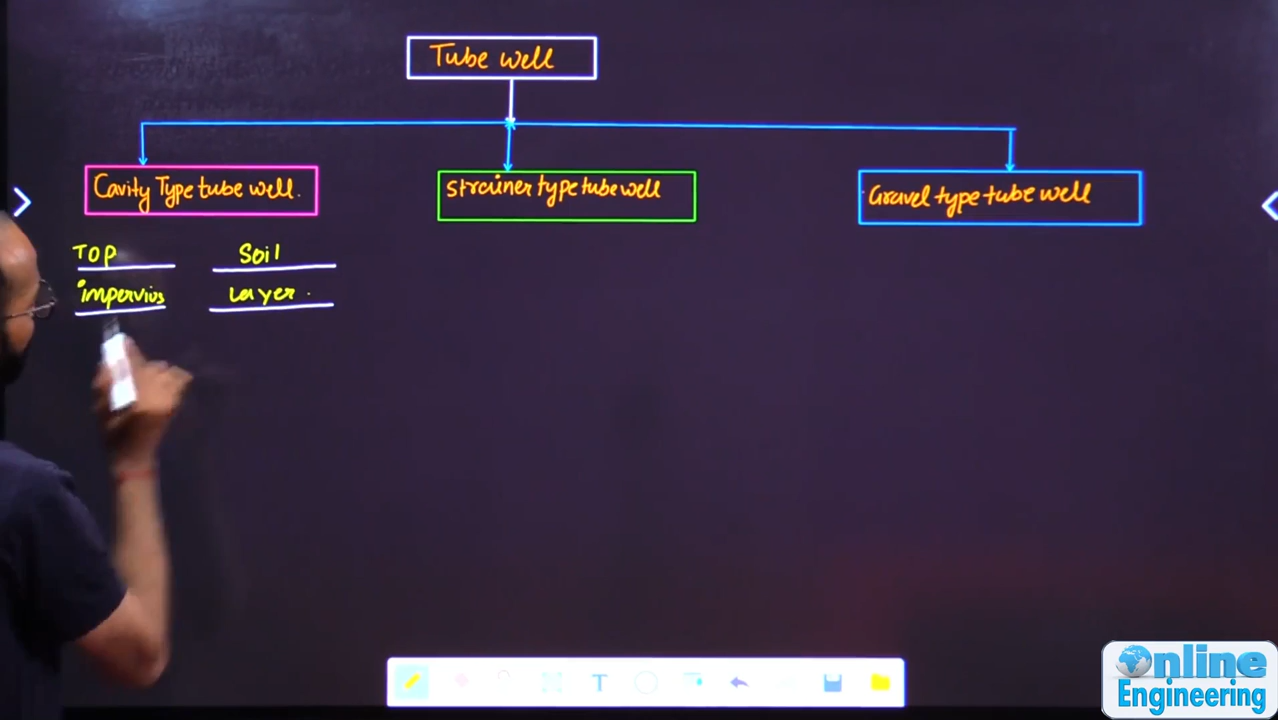 Tube well
Cavity Type tube well.
Strainer type tube well
Gravel type tube well
TOP Soil
impervios Layer.
T
Online
Engineering